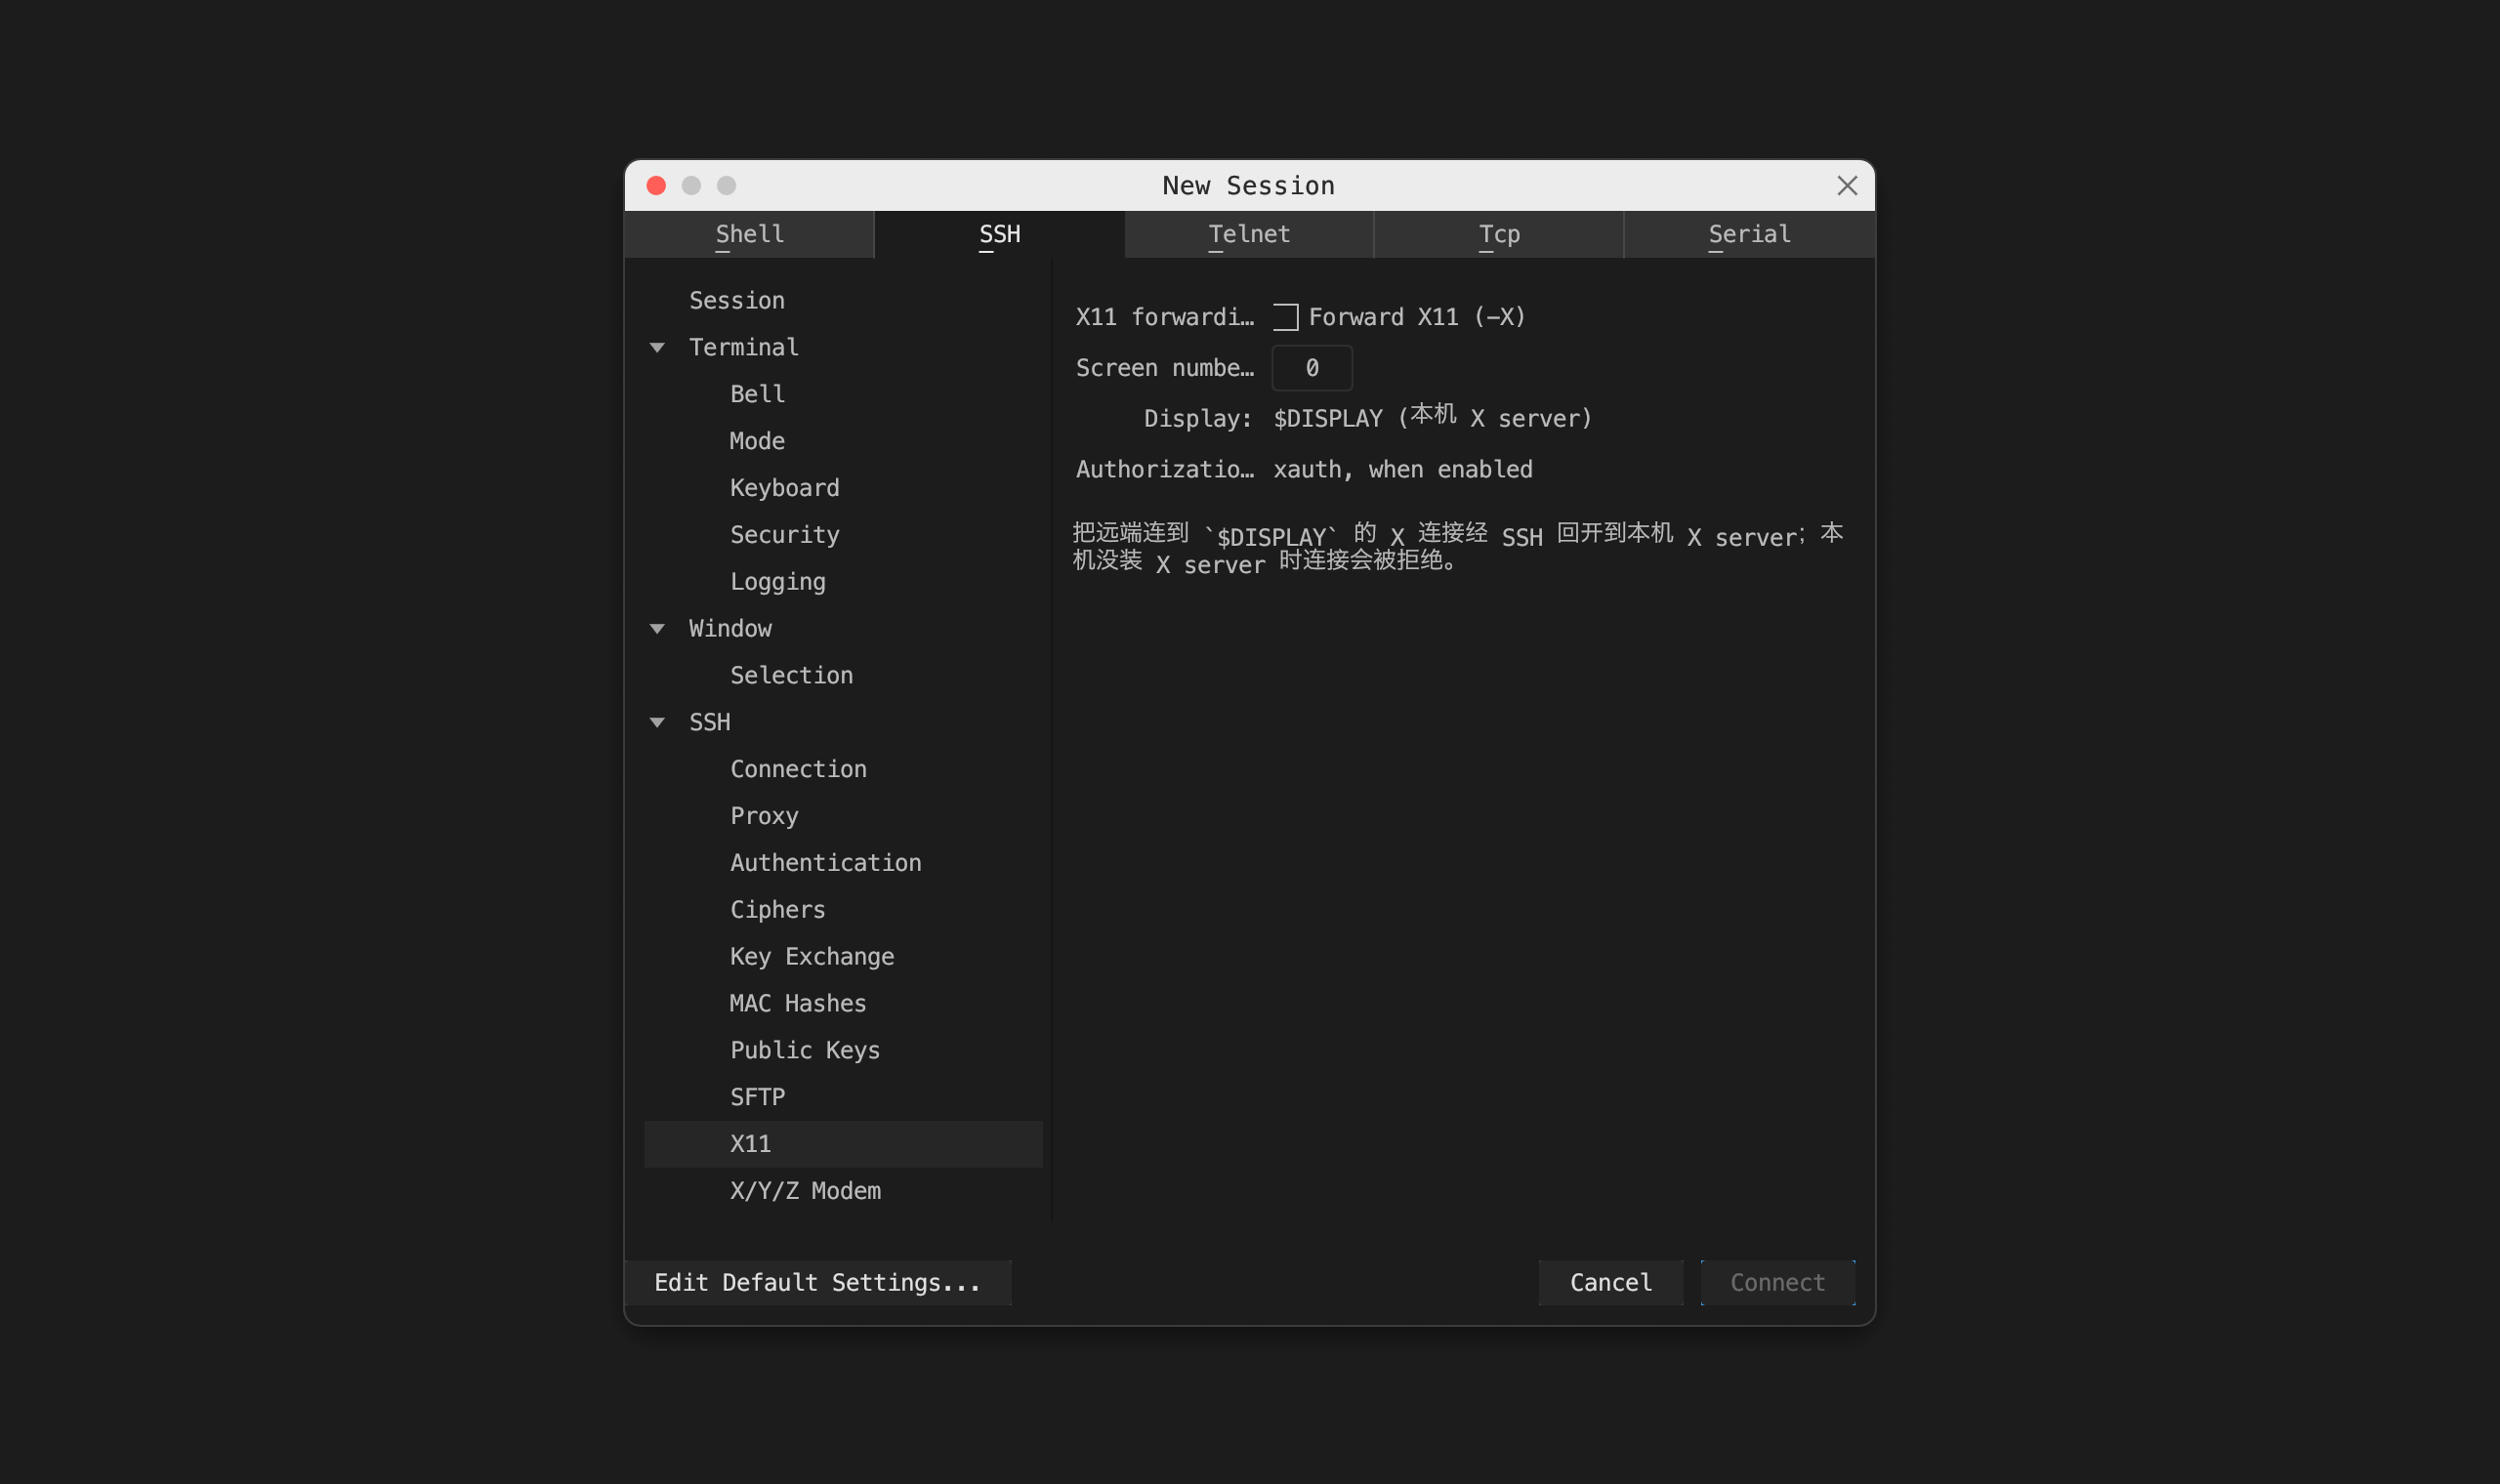 New Session
Shell
SSH
Telnet
Tcp
Serial
Session
Terminal
Bell
Mode
Keyboard
Security
Logging
Window
Selection
SSH
Connection
Proxy
Authentication
Ciphers
Key Exchange
MAC Hashes
Public Keys
SFTP
X11
X/Y/Z Modem
X11 forwardi… Forward X11 (-X)
Screen numbe… 0
Display: $DISPLAY (本机 X server)
Authorizatio… xauth, when enabled
把远端连到 `$DISPLAY` 的 X 连接经 SSH 回开到本机 X server；本
机没装 X server 时连接会被拒绝。
Edit Default Settings...
Cancel
Connect